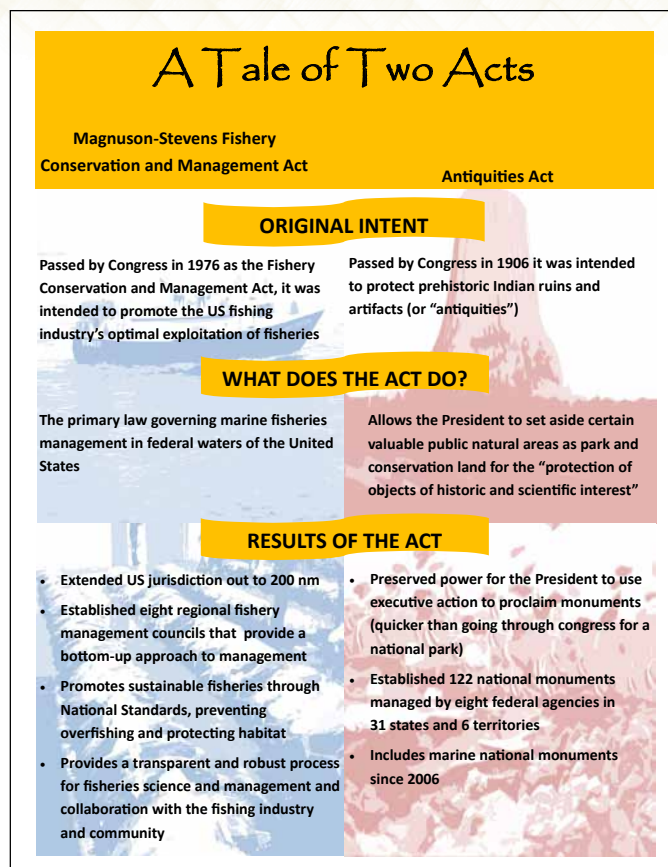 A Tale of Two Acts
Magnuson-Stevens Fishery
Conservation and Management Act
Antiquities Act
ORIGINAL INTENT
Passed by Congress in 1976 as the Fishery
Conservation and Management Act, it was
intended to promote the US fishing
industry's optimal exploitation of fisheries
Passed by Congress in 1906 it was intended
to protect prehistoric Indian ruins and
artifacts (or “antiquities”)
WHAT DOES THE ACT DO?
The primary law governing marine fisheries
management in federal waters of the United
States
Allows the President to set aside certain
valuable public natural areas as park and
conservation land for the “protection of
objects of historic and scientific interest”
RESULTS OF THE ACT
• Extended US jurisdiction out to 200 nm
• Established eight regional fishery
management councils that provide a
bottom-up approach to management
• Promotes sustainable fisheries through
National Standards, preventing
overfishing and protecting habitat
• Provides a transparent and robust process
for fisheries science and management and
collaboration with the fishing industry
and community
• Preserved power for the President to use
executive action to proclaim monuments
(quicker than going through congress for a
national park)
• Established 122 national monuments
managed by eight federal agencies in
31 states and 6 territories
• Includes marine national monuments
since 2006